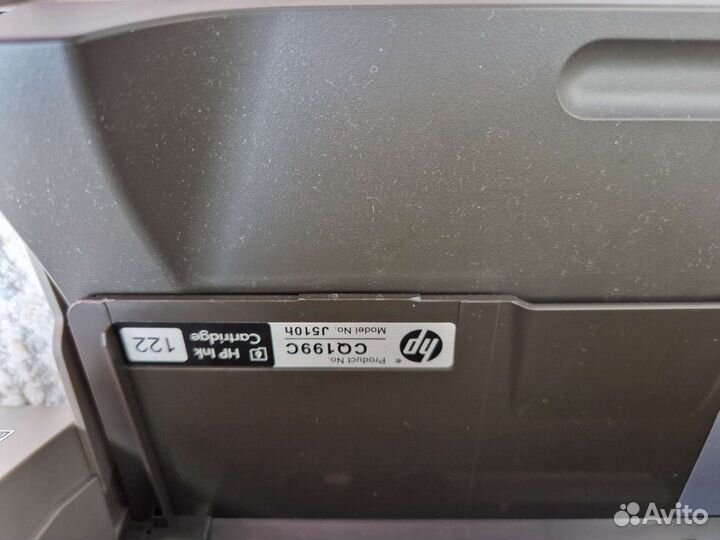 hp
Product No.
CQ199C
Model No. J510h
HP Ink
Cartridge
122
Avito